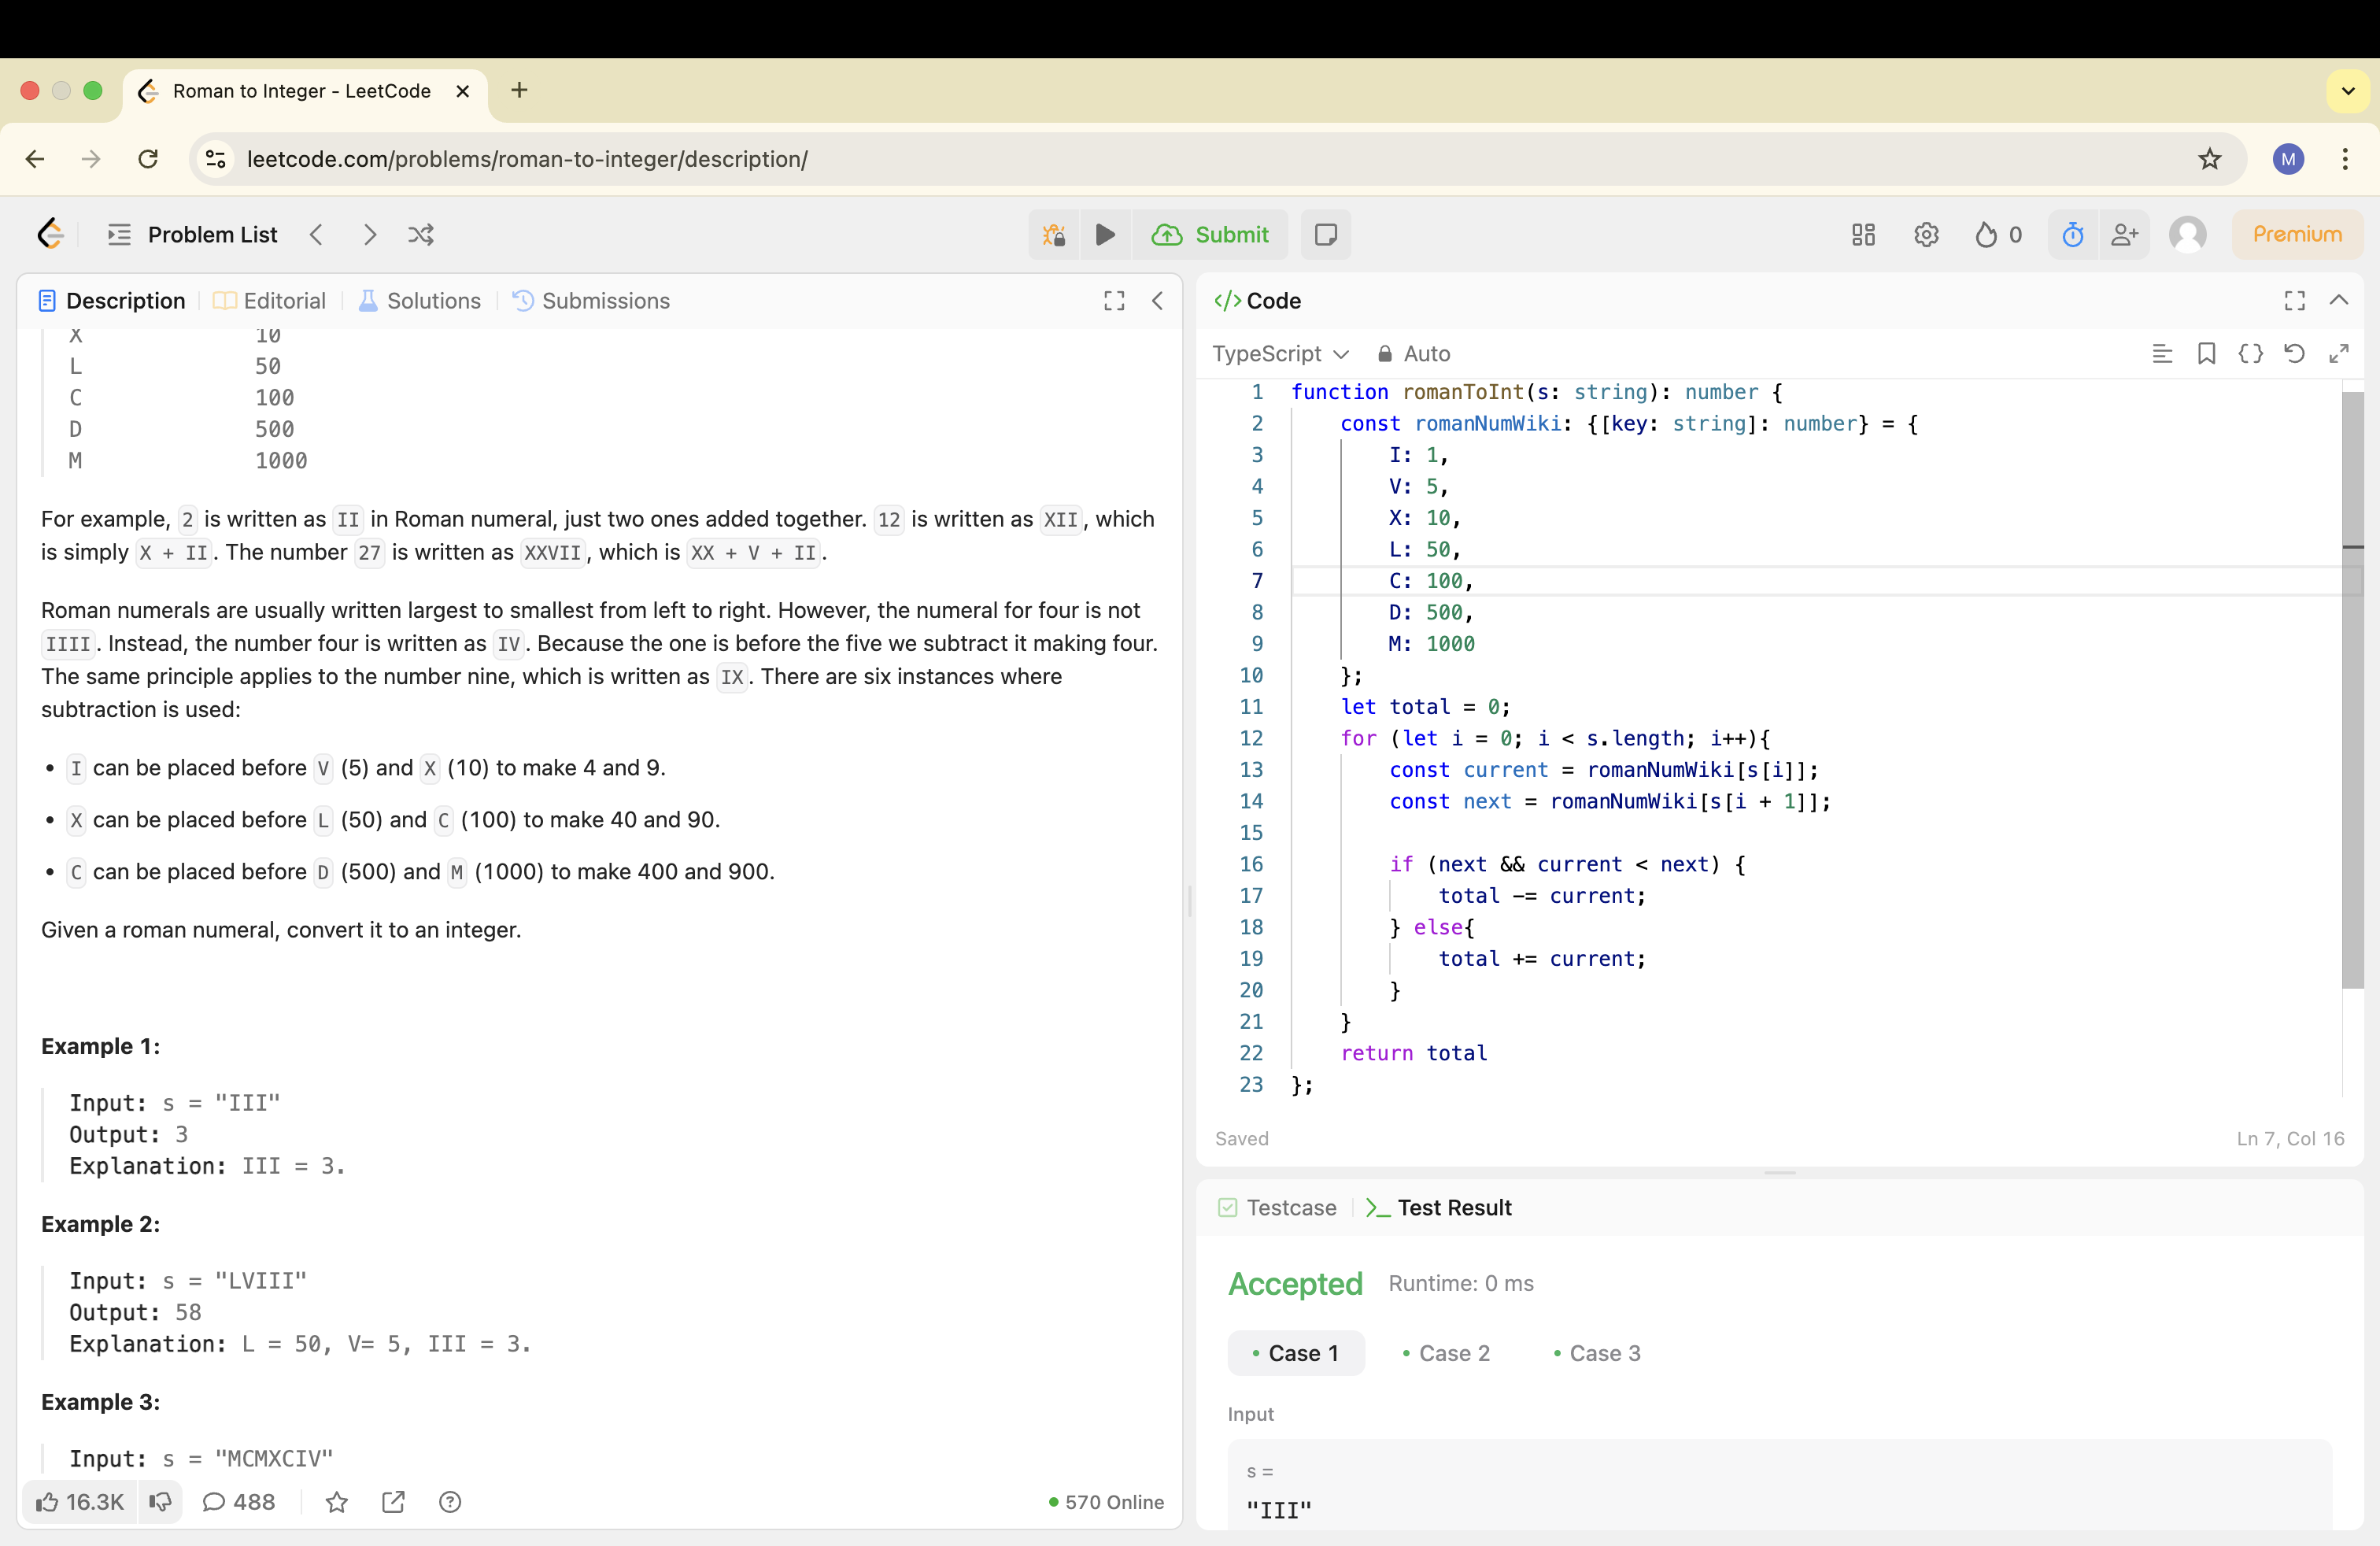 Roman to Integer - LeetCode
leetcode.com/problems/roman-to-integer/description/
M
Problem List
Submit
0
Premium
Description
Editorial
Solutions
Submissions
X 10
L 50
C 100
D 500
M 1000
For example, 2 is written as II in Roman numeral, just two ones added together. 12 is written as XII, which
is simply X + II. The number 27 is written as XXVII, which is XX + V + II.
Roman numerals are usually written largest to smallest from left to right. However, the numeral for four is not
IIII. Instead, the number four is written as IV. Because the one is before the five we subtract it making four.
The same principle applies to the number nine, which is written as IX. There are six instances where
subtraction is used:
• I can be placed before V (5) and X (10) to make 4 and 9.
• X can be placed before L (50) and C (100) to make 40 and 90.
• C can be placed before D (500) and M (1000) to make 400 and 900.
Given a roman numeral, convert it to an integer.
Example 1:
Input: s = "III"
Output: 3
Explanation: III = 3.
Example 2:
Input: s = "LVIII"
Output: 58
Explanation: L = 50, V= 5, III = 3.
Example 3:
Input: s = "MCMXCIV"
16.3K
488
570 Online
</> Code
TypeScript
Auto
1 function romanToInt(s: string): number {
2     const romanNumWiki: {[key: string]: number} = {
3         I: 1,
4         V: 5,
5         X: 10,
6         L: 50,
7         C: 100,
8         D: 500,
9         M: 1000
10     };
11     let total = 0;
12     for (let i = 0; i < s.length; i++){
13         const current = romanNumWiki[s[i]];
14         const next = romanNumWiki[s[i + 1]];
15
16         if (next && current < next) {
17             total -= current;
18         } else{
19             total += current;
20         }
21     }
22     return total
23 };
Saved
Ln 7, Col 16
Testcase
Test Result
Accepted
Runtime: 0 ms
• Case 1
• Case 2
• Case 3
Input
s =
"III"